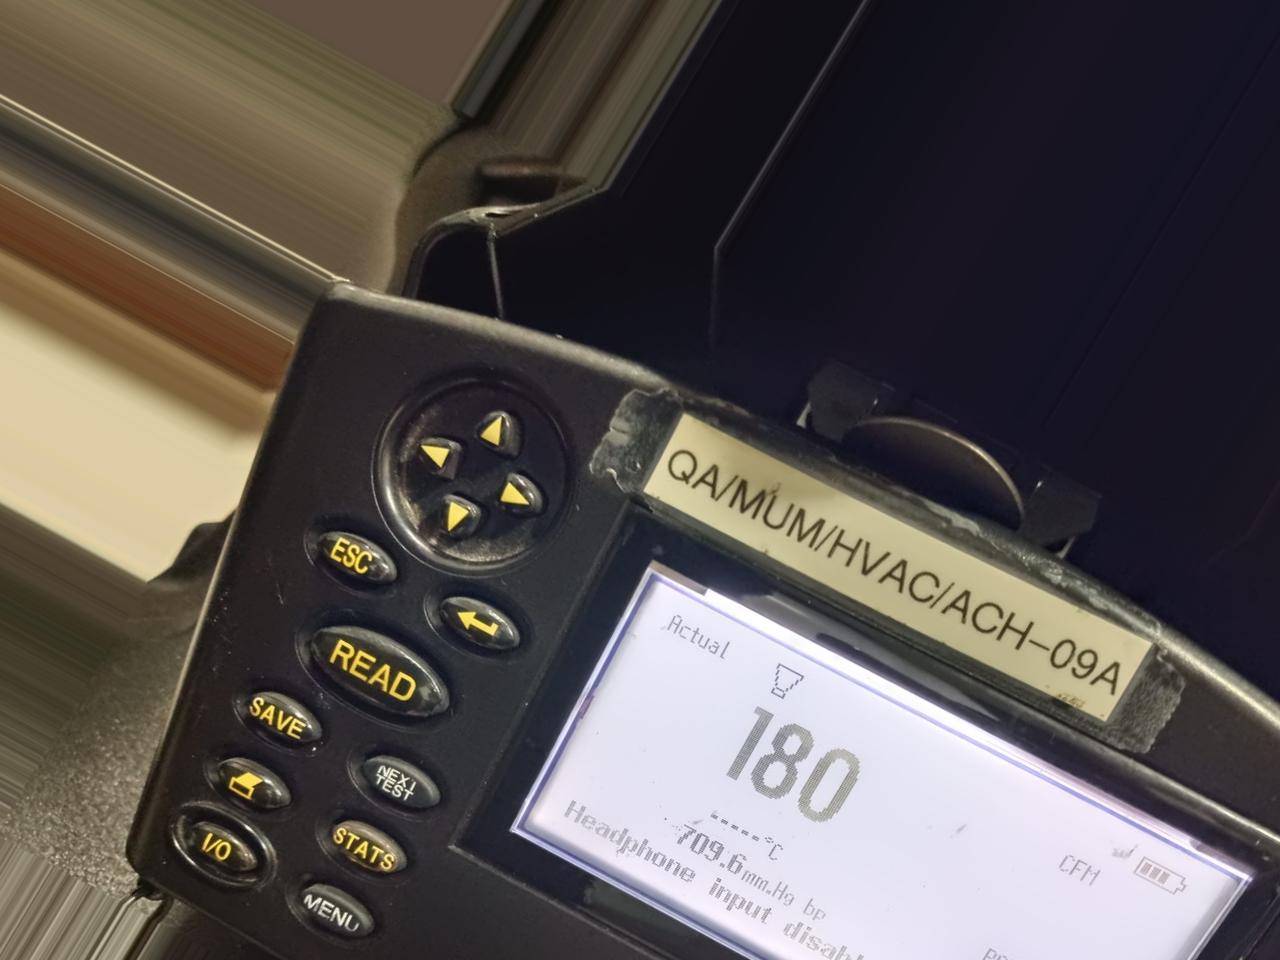 QA/MUM/HVAC/ACH-09A
ESC
READ
SAVE
NEXT
TEST
I/O
STATS
MENU
Actual
180
CFM
-----°C
709.6mm.Hg bp
Headphone input